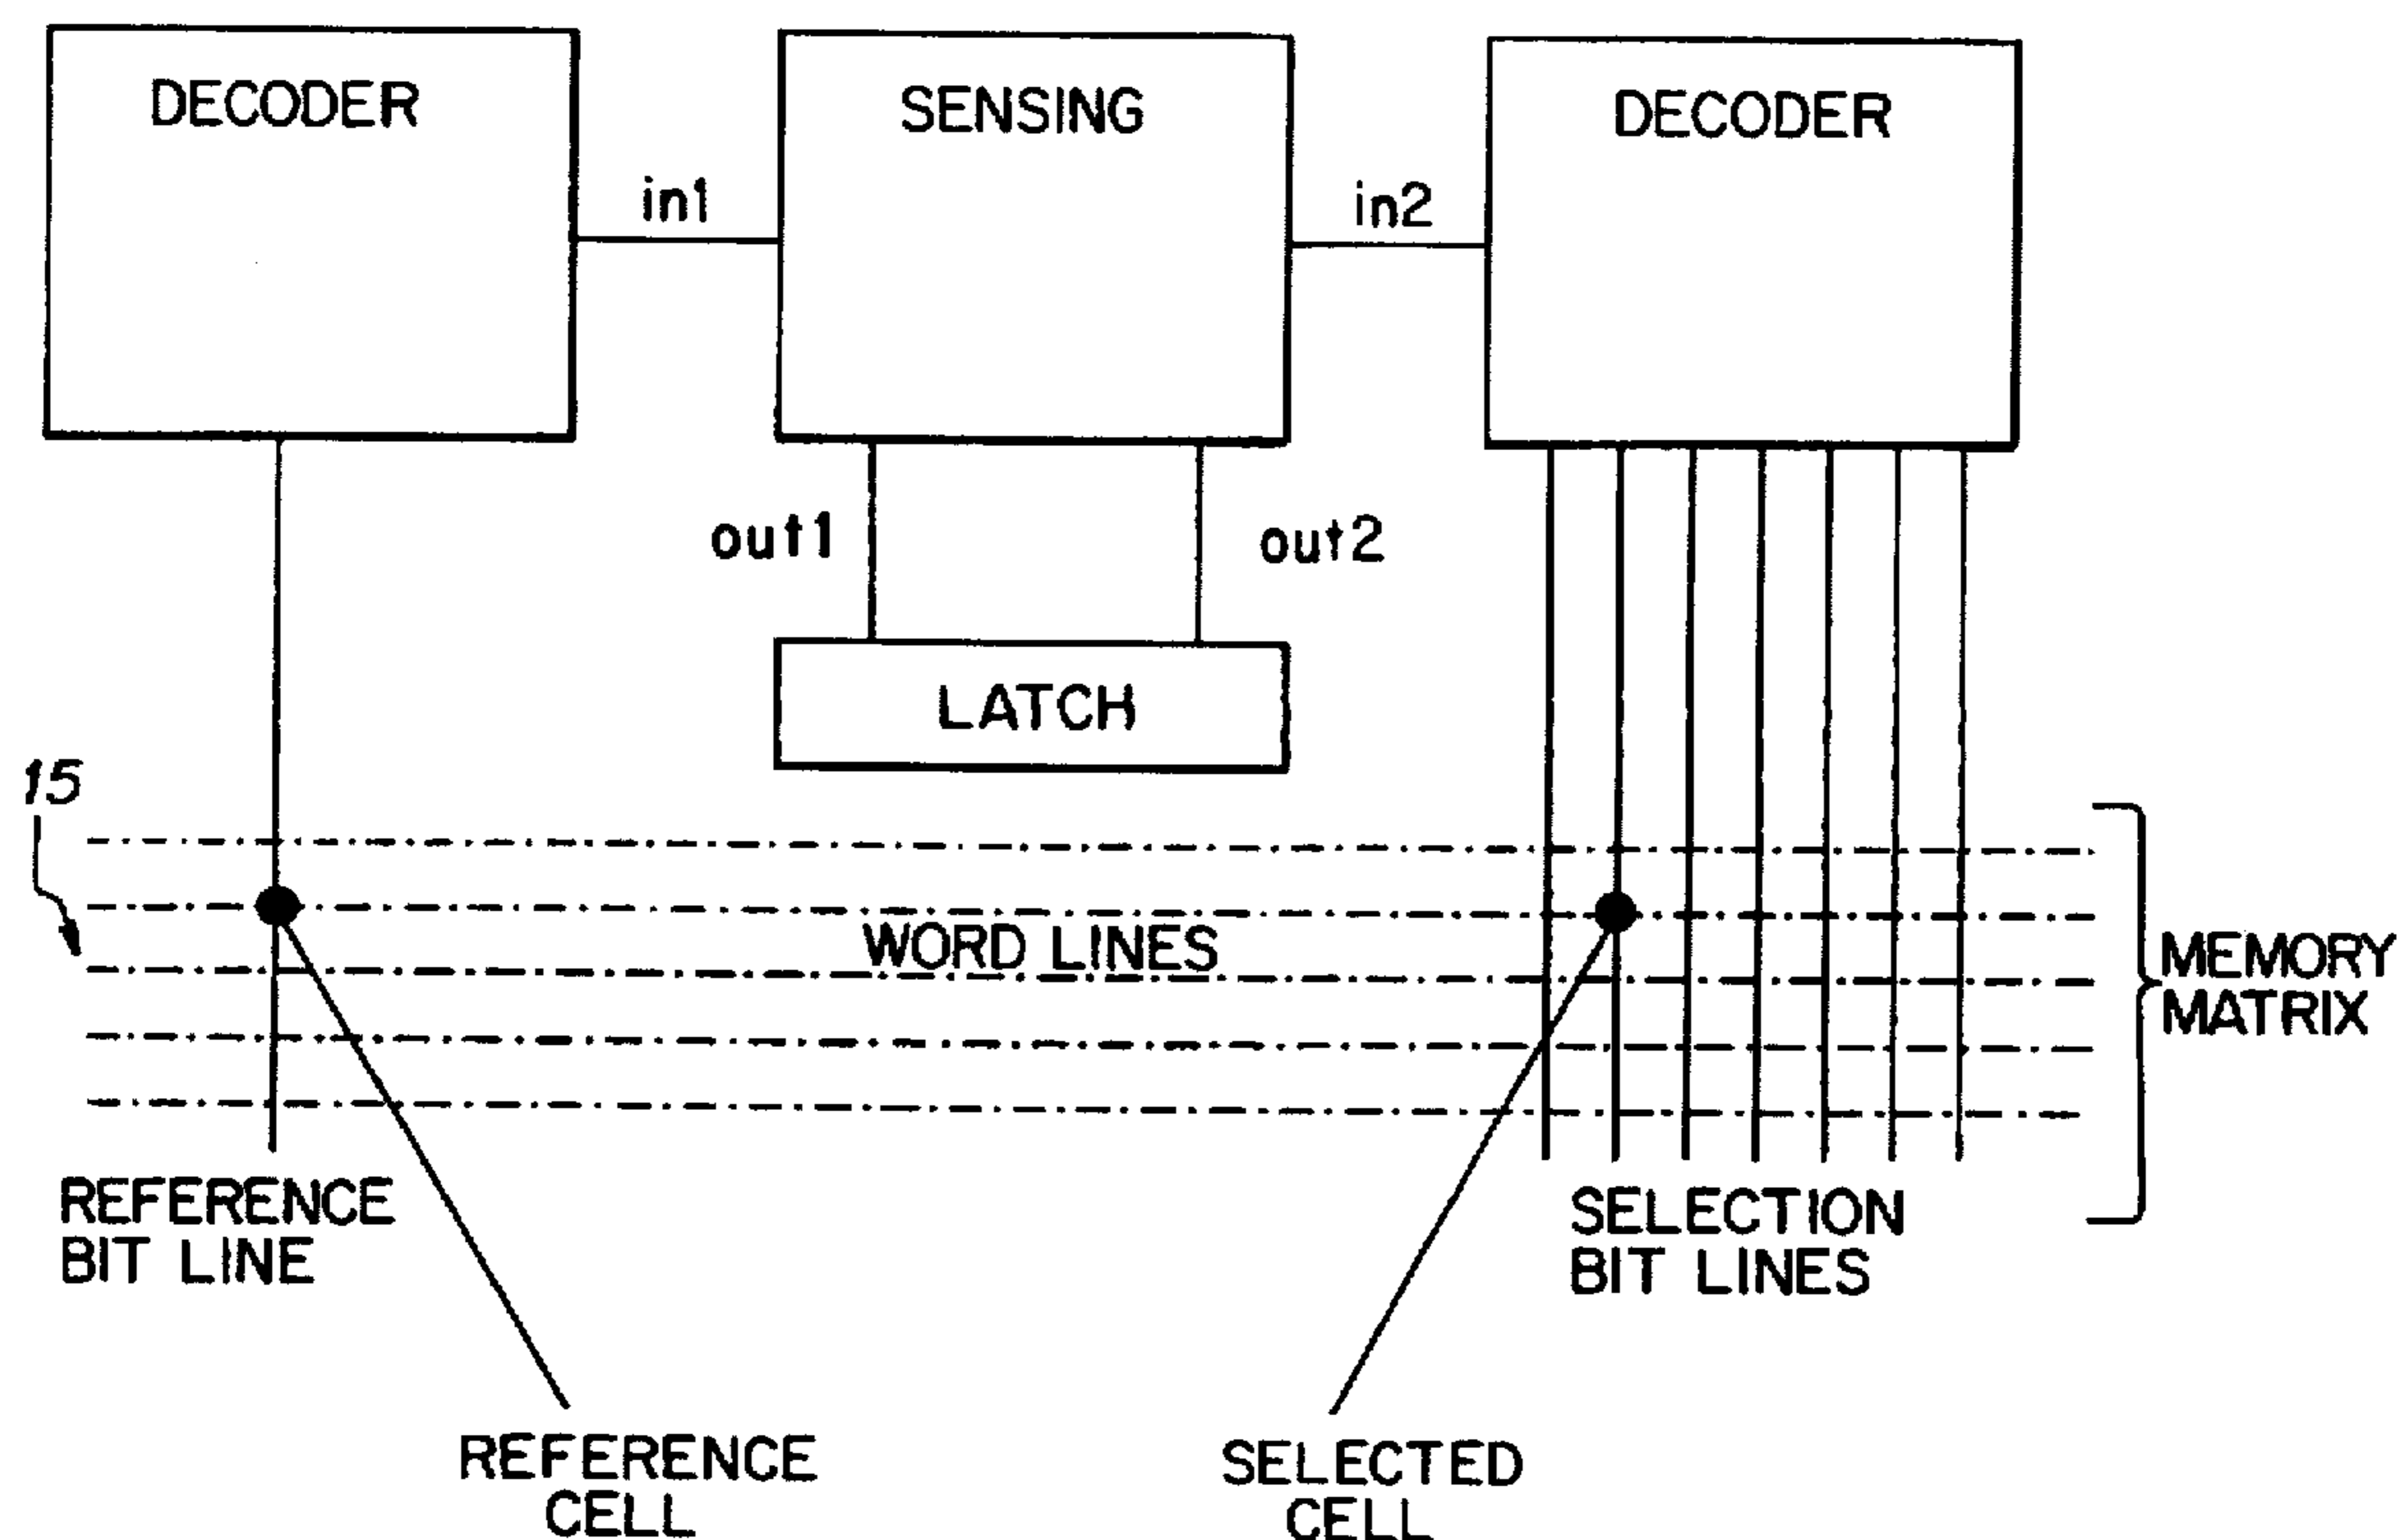 DECODER
SENSING
DECODER
in1
in2
out1
out2
LATCH
15
WORD LINES
MEMORY
MATRIX
REFERENCE
BIT LINE
SELECTION
BIT LINES
REFERENCE
CELL
SELECTED
CELL